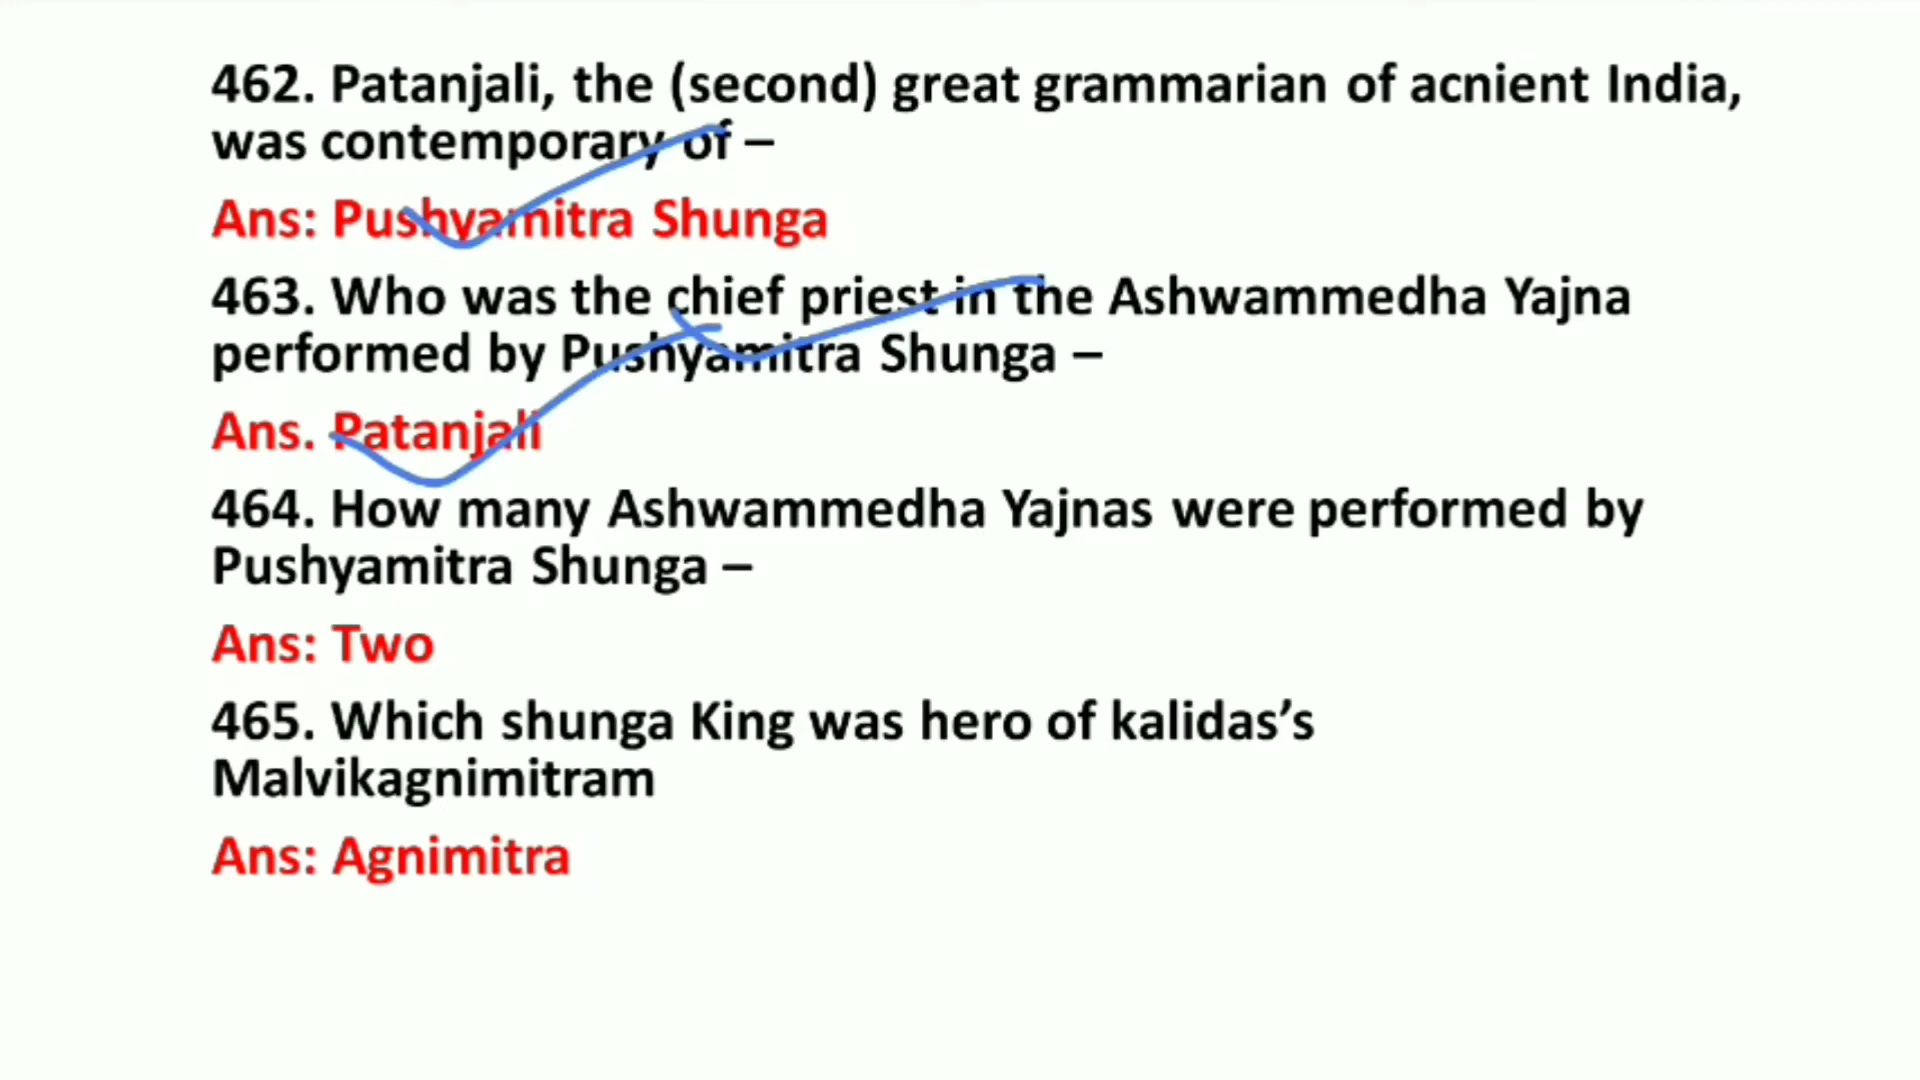 462. Patanjali, the (second) great grammarian of acnient India,
was contemporary of –
Ans: Pushyamitra Shunga
463. Who was the chief priest in the Ashwammedha Yajna
performed by Pushyamitra Shunga –
Ans. Patanjali
464. How many Ashwammedha Yajnas were performed by
Pushyamitra Shunga –
Ans: Two
465. Which shunga King was hero of kalidas’s
Malvikagnimitram
Ans: Agnimitra